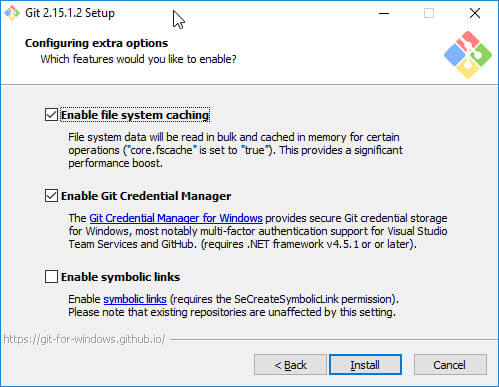 Git 2.15.1.2 Setup
Configuring extra options
Which features would you like to enable?
Enable file system caching
File system data will be read in bulk and cached in memory for certain
operations ("core.fscache" is set to "true"). This provides a significant
performance boost.
Enable Git Credential Manager
The Git Credential Manager for Windows provides secure Git credential storage
for Windows, most notably multi-factor authentication support for Visual Studio
Team Services and GitHub. (requires .NET framework v4.5.1 or or later).
Enable symbolic links
Enable symbolic links (requires the SeCreateSymbolicLink permission).
Please note that existing repositories are unaffected by this setting.
https://git-for-windows.github.io/
< Back
Install
Cancel